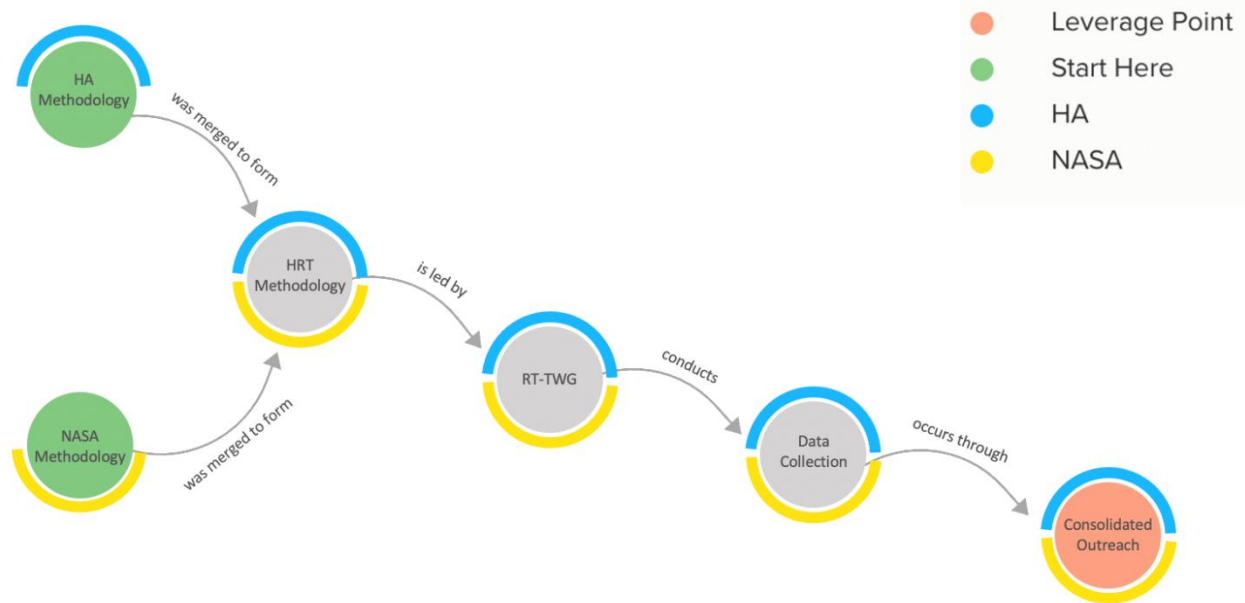 HA
Methodology
was merged to form
HRT
Methodology
NASA
Methodology
was merged to form
is led by
RT-TWG
conducts
Data
Collection
occurs through
Consolidated
Outreach
Leverage Point
Start Here
HA
NASA